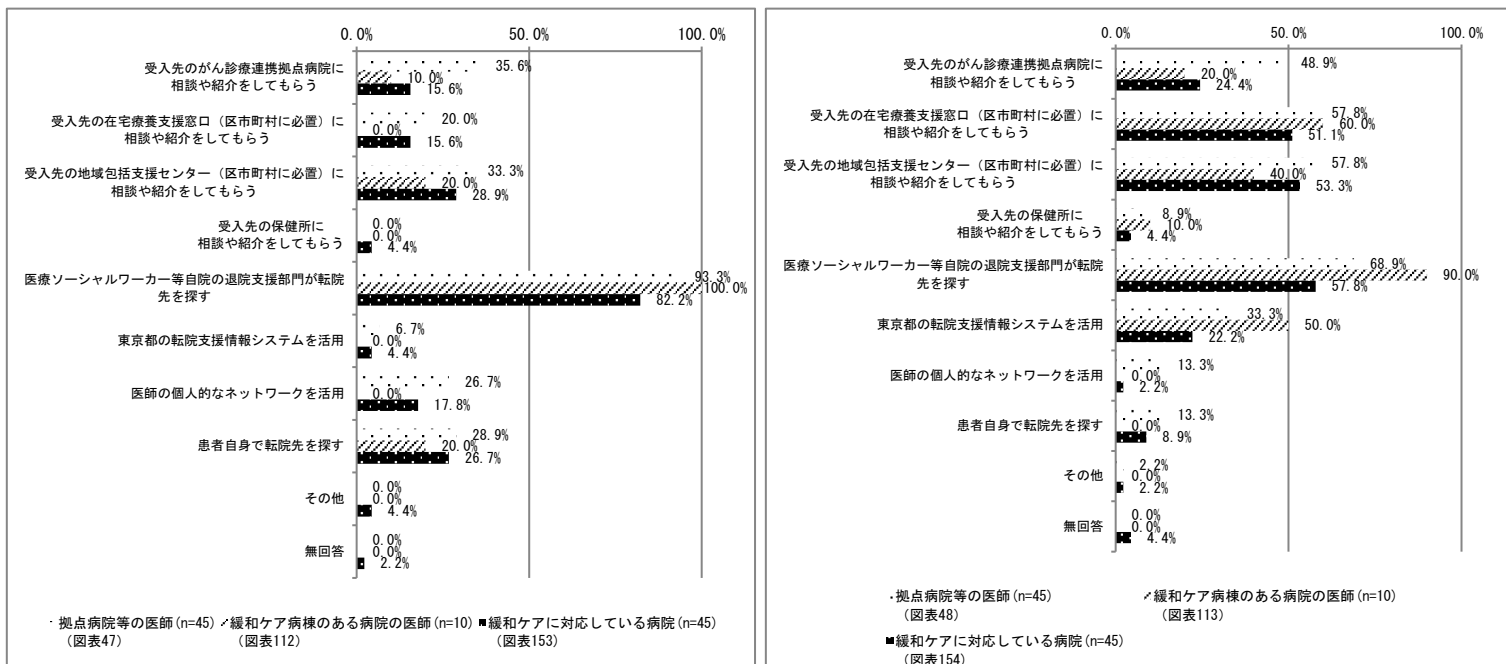 0.0% 50.0% 100.0%
受入先のがん診療連携拠点病院に
相談や紹介をしてもらう
35.6%
10.0%
15.6%
受入先の在宅療養支援窓口（区市町村に必置）に
相談や紹介をしてもらう
20.0%
0.0%
15.6%
受入先の地域包括支援センター（区市町村に必置）に
相談や紹介をしてもらう
33.3%
20.0%
28.9%
受入先の保健所に
相談や紹介をしてもらう
0.0%
0.0%
4.4%
医療ソーシャルワーカー等自院の退院支援部門が転院
先を探す
93.3%
100.0%
82.2%
東京都の転院支援情報システムを活用
6.7%
0.0%
4.4%
医師の個人的なネットワークを活用
26.7%
0.0%
17.8%
患者自身で転院先を探す
28.9%
20.0%
26.7%
その他
0.0%
0.0%
4.4%
無回答
0.0%
0.0%
2.2%
拠点病院等の医師(n=45)
（図表47）
緩和ケア病棟のある病院の医師(n=10)
（図表112）
緩和ケアに対応している病院(n=45)
（図表153）
0.0% 50.0% 100.0%
受入先のがん診療連携拠点病院に
相談や紹介をしてもらう
48.9%
20.0%
24.4%
受入先の在宅療養支援窓口（区市町村に必置）に
相談や紹介をしてもらう
57.8%
60.0%
51.1%
受入先の地域包括支援センター（区市町村に必置）に
相談や紹介をしてもらう
57.8%
40.0%
53.3%
受入先の保健所に
相談や紹介をしてもらう
8.9%
10.0%
4.4%
医療ソーシャルワーカー等自院の退院支援部門が転院
先を探す
68.9%
90.0%
57.8%
東京都の転院支援情報システムを活用
33.3%
50.0%
22.2%
医師の個人的なネットワークを活用
13.3%
0.0%
2.2%
患者自身で転院先を探す
13.3%
0.0%
8.9%
その他
2.2%
0.0%
2.2%
無回答
0.0%
0.0%
4.4%
拠点病院等の医師(n=45)
（図表48）
緩和ケア病棟のある病院の医師(n=10)
（図表113）
緩和ケアに対応している病院(n=45)
（図表154）